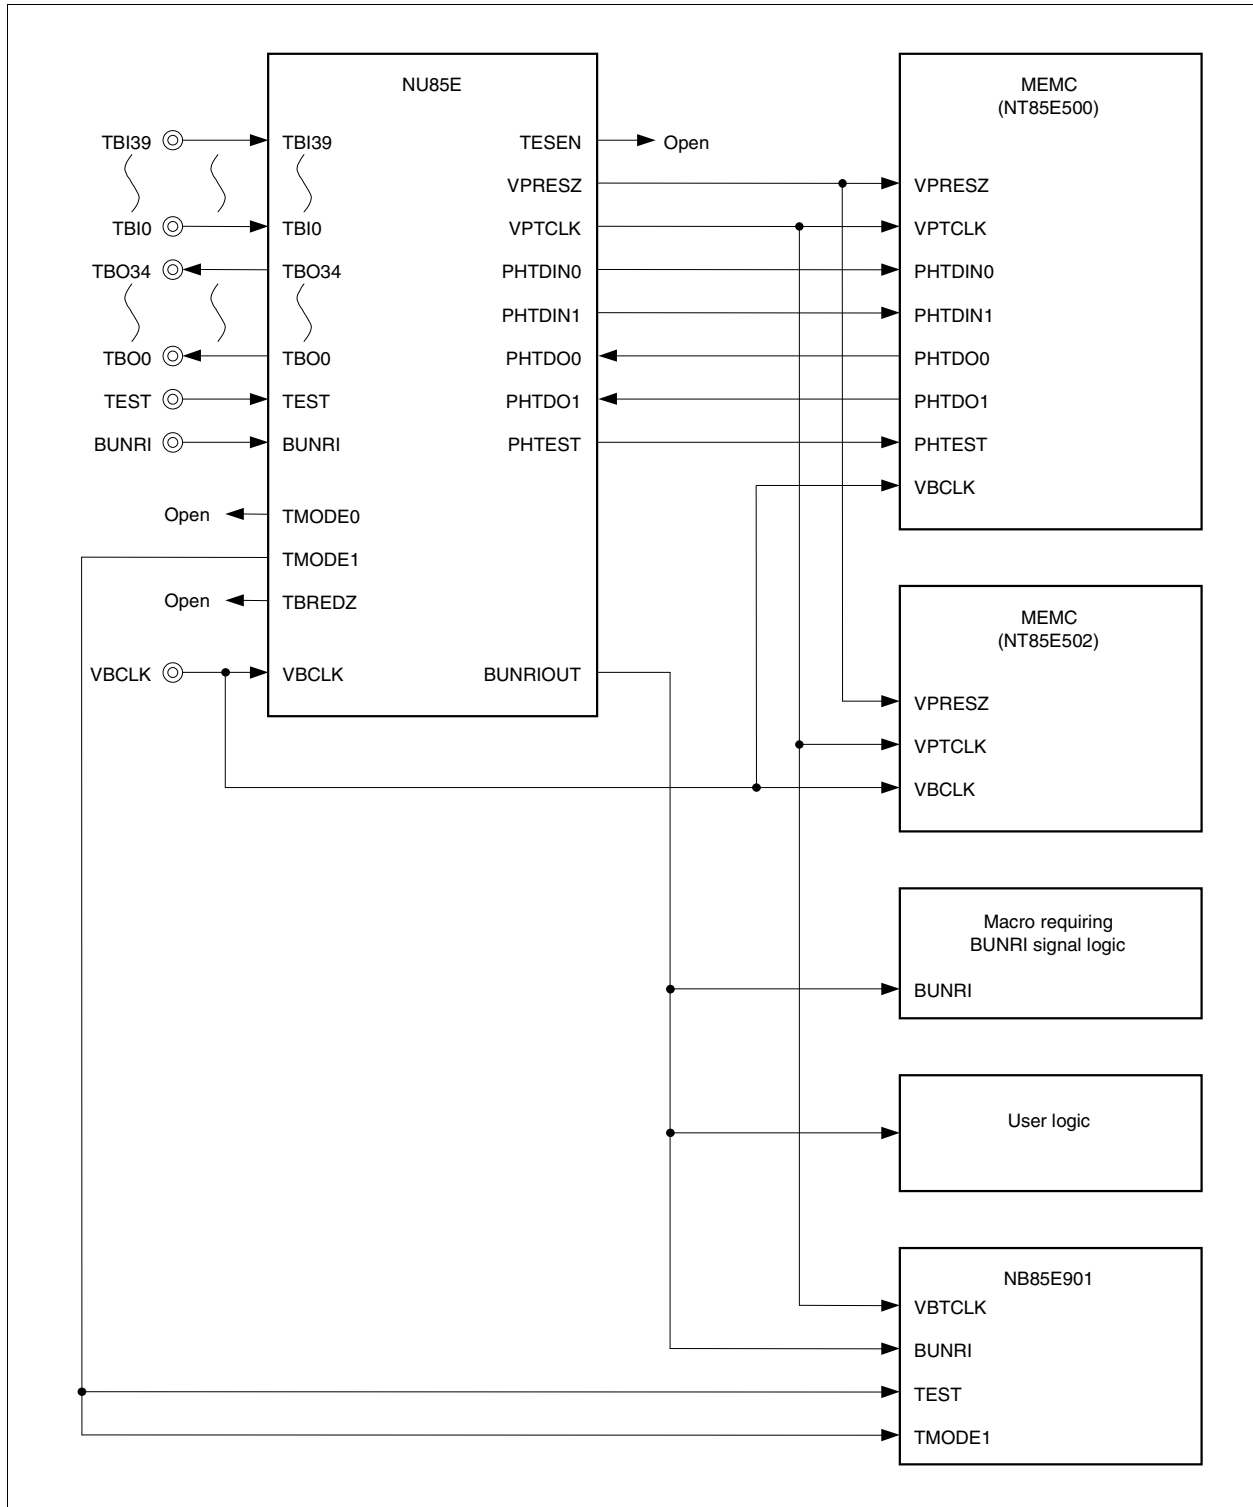 NU85E
TBI39
TBI39
TBI0
TBI0
TBO34
TBO34
TBO0
TBO0
TEST
TEST
BUNRI
BUNRI
Open
TMODE0
TMODE1
Open
TBREDZ
VBCLK
VBCLK
TESEN
Open
VPRESZ
VPTCLK
PHTDIN0
PHTDIN1
PHTDO0
PHTDO1
PHTEST
BUNRIOUT
MEMC
(NT85E500)
VPRESZ
VPTCLK
PHTDIN0
PHTDIN1
PHTDO0
PHTDO1
PHTEST
VBCLK
MEMC
(NT85E502)
VPRESZ
VPTCLK
VBCLK
Macro requiring
BUNRI signal logic
BUNRI
User logic
NB85E901
VBTCLK
BUNRI
TEST
TMODE1